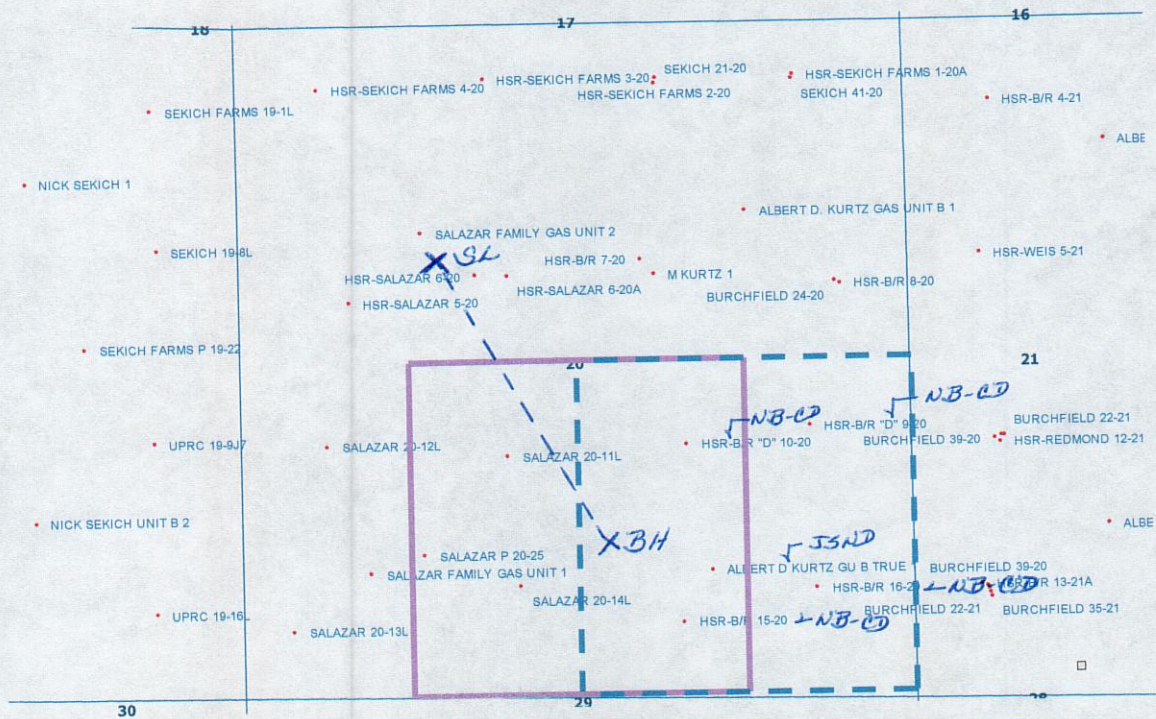 18
17
16
SEKICH 21-20
HSR-SEKICH FARMS 3-20
HSR-SEKICH FARMS 1-20A
HSR-SEKICH FARMS 4-20
HSR-SEKICH FARMS 2-20
SEKICH 41-20
HSR-B/R 4-21
SEKICH FARMS 19-1L
ALBE
NICK SEKICH 1
ALBERT D. KURTZ GAS UNIT B 1
SALAZAR FAMILY GAS UNIT 2
SEKICH 19-8L
X SL
HSR-B/R 7-20
HSR-WEIS 5-21
HSR-SALAZAR 6-20
M KURTZ 1
HSR-SALAZAR 6-20A
BURCHFIELD 24-20
HSR-B/R 8-20
HSR-SALAZAR 5-20
SEKICH FARMS P 19-22
20
21
NB-CD
NB-CD
HSR-B/R "D" 9-20
BURCHFIELD 22-21
UPRC 19-9J7
SALAZAR 20-12L
HSR-B/R "D" 10-20
BURCHFIELD 39-20
HSR-REDMOND 12-21
SALAZAR 20-11L
NICK SEKICH UNIT B 2
ALBE
X BH
JSND
SALAZAR P 20-25
ALBERT D KURTZ GU B TRUE
BURCHFIELD 39-20
SALAZAR FAMILY GAS UNIT 1
HSR-B/R 16-20
NB-CD
HSR-B/R 13-21A
SALAZAR 20-14L
BURCHFIELD 22-21
BURCHFIELD 35-21
UPRC 19-16L
HSR-B/R 15-20
NB-CD
SALAZAR 20-13L
30
29
28